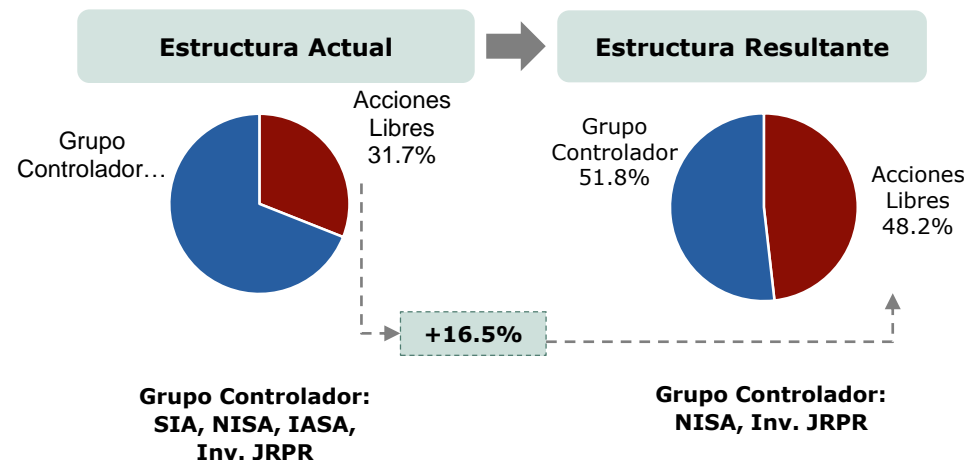 Estructura Actual
Estructura Resultante
Grupo
Controlador…
Acciones
Libres
31.7%
Grupo
Controlador
51.8%
Acciones
Libres
48.2%
+16.5%
Grupo Controlador:
SIA, NISA, IASA,
Inv. JRPR
Grupo Controlador:
NISA, Inv. JRPR